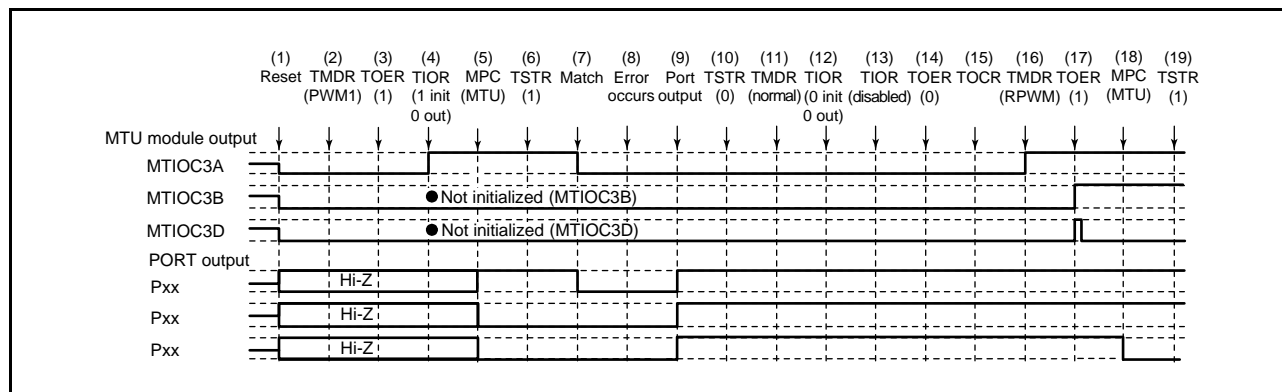 (1) (2) (3) (4) (5) (6) (7) (8) (9) (10) (11) (12) (13) (14) (15) (16) (17) (18) (19)
Reset TMDR TOER TIOR MPC TSTR Match Error Port TSTR TMDR TIOR TIOR TOER TOCR TMDR TOER MPC TSTR
(PWM1) (1) (1 init (MTU) (1) occurs output (0) (normal) (0 init (disabled) (0) (RPWM) (1) (MTU) (1)
0 out) 0 out)
MTU module output
MTIOC3A
MTIOC3B ●Not initialized (MTIOC3B)
MTIOC3D ●Not initialized (MTIOC3D)
PORT output
Pxx Hi-Z
Pxx Hi-Z
Pxx Hi-Z